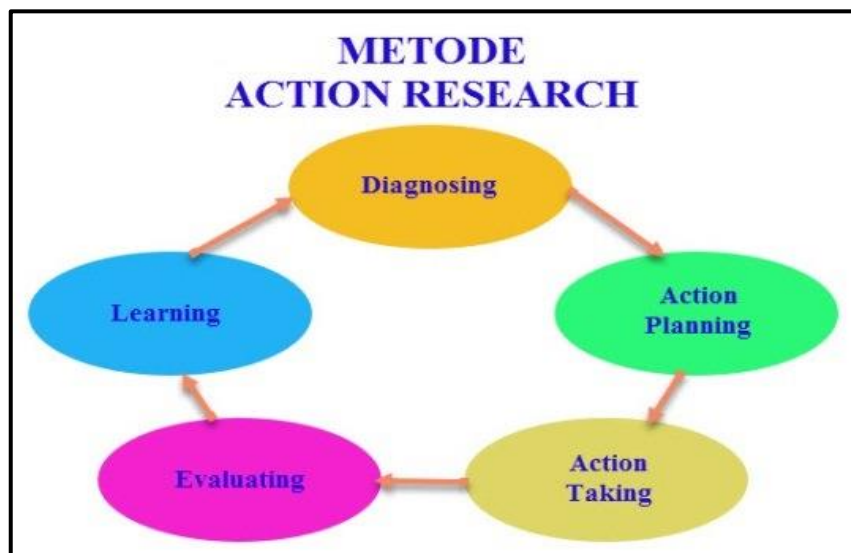 METODE
ACTION RESEARCH
Diagnosing
Action
Planning
Action
Taking
Evaluating
Learning